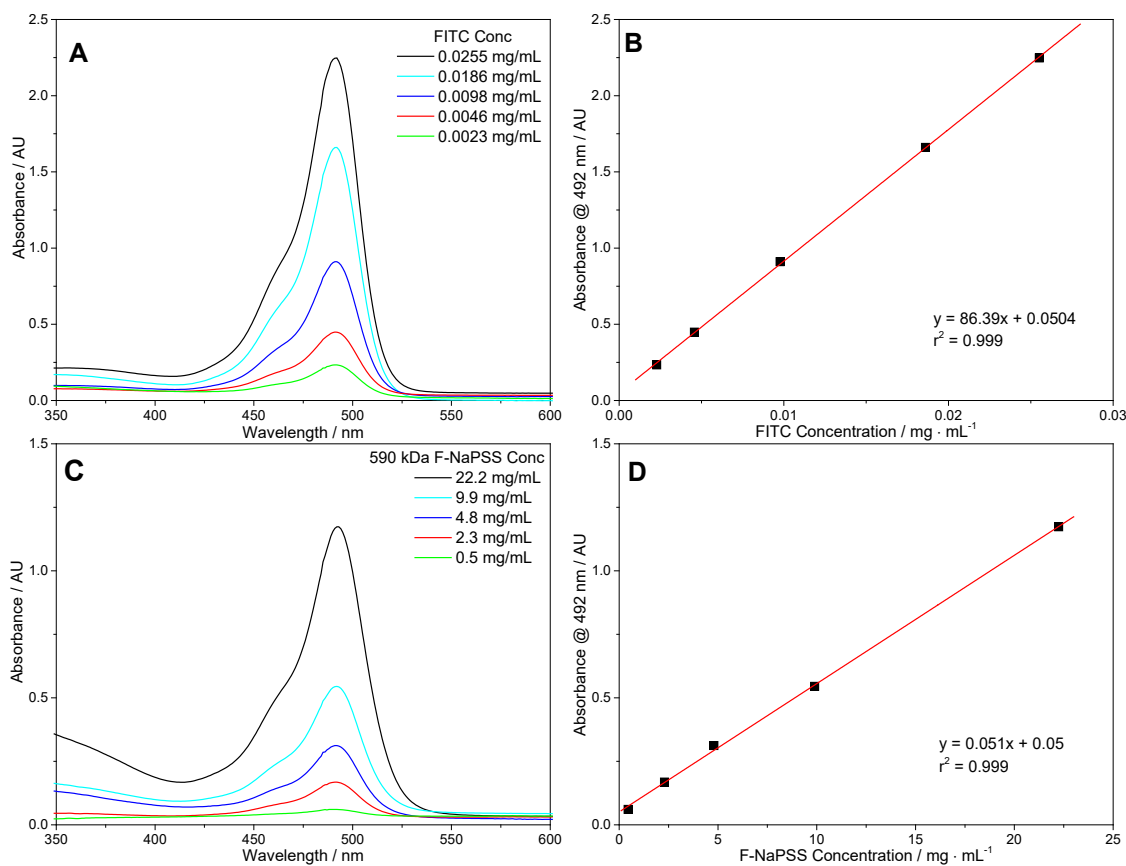 A
FITC Conc
0.0255 mg/mL
0.0186 mg/mL
0.0098 mg/mL
0.0046 mg/mL
0.0023 mg/mL
2.5
2.0
1.5
1.0
0.5
0.0
Absorbance / AU
350 400 450 500 550 600
Wavelength / nm
B
2.5
2.0
1.5
1.0
0.5
0.0
Absorbance @ 492 nm / AU
y = 86.39x + 0.0504
r² = 0.999
0.00 0.01 0.02 0.03
FITC Concentration / mg · mL⁻¹
C
590 kDa F-NaPSS Conc
22.2 mg/mL
9.9 mg/mL
4.8 mg/mL
2.3 mg/mL
0.5 mg/mL
1.5
1.0
0.5
0.0
Absorbance / AU
350 400 450 500 550 600
Wavelength / nm
D
1.5
1.0
0.5
0.0
Absorbance @ 492 nm / AU
y = 0.051x + 0.05
r² = 0.999
0 5 10 15 20 25
F-NaPSS Concentration / mg · mL⁻¹